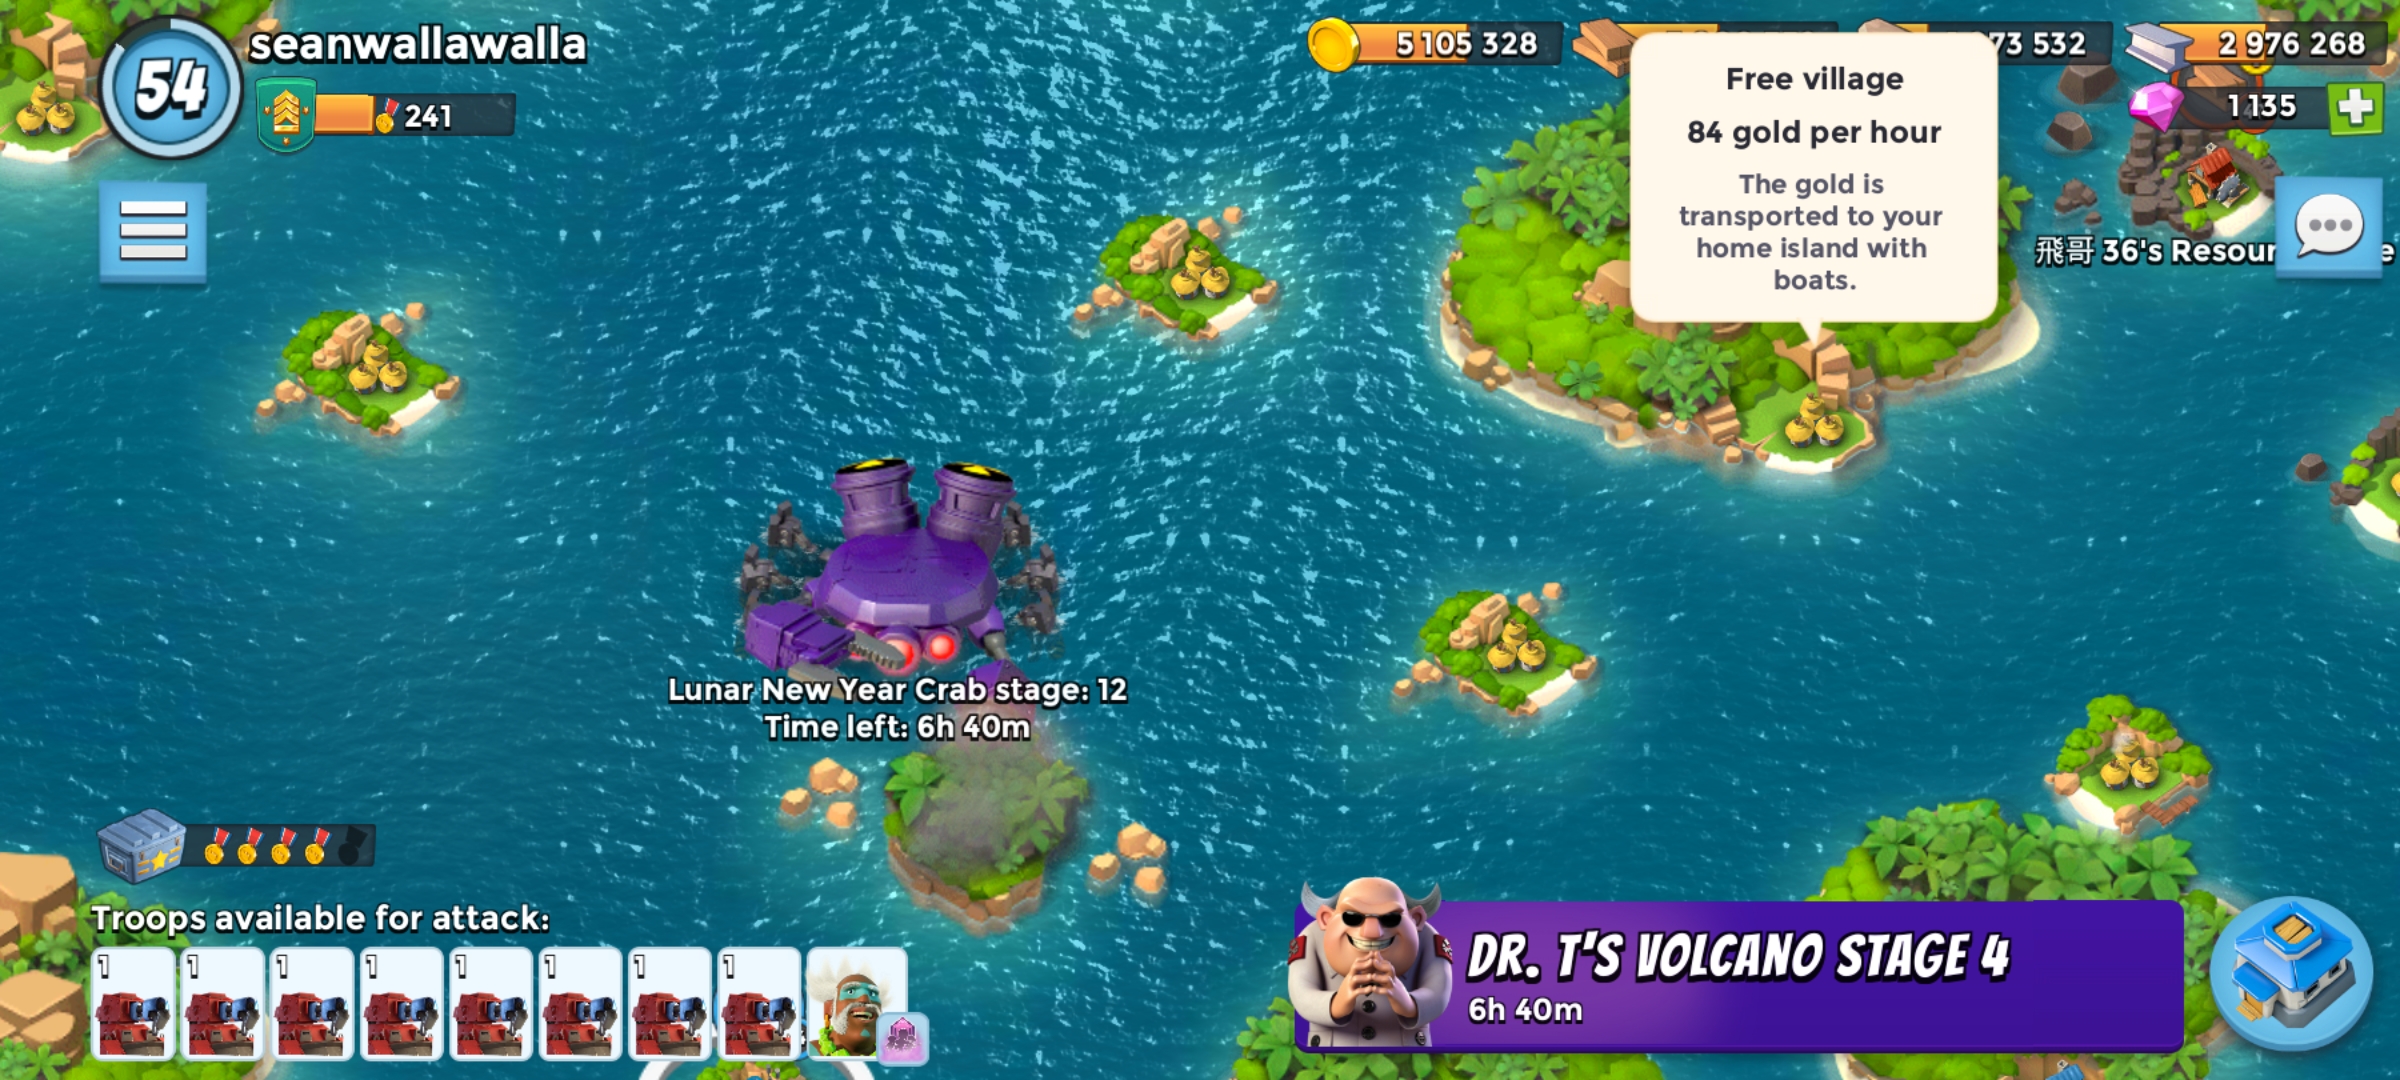 54
seanwallawalla
241
5 105 328
73 532
2 976 268
1 135
Free village
84 gold per hour
The gold is
transported to your
home island with
boats.
飛哥 36's Resour
Lunar New Year Crab stage: 12
Time left: 6h 40m
Troops available for attack:
1 1 1 1 1 1 1 1
DR. T'S VOLCANO STAGE 4
6h 40m